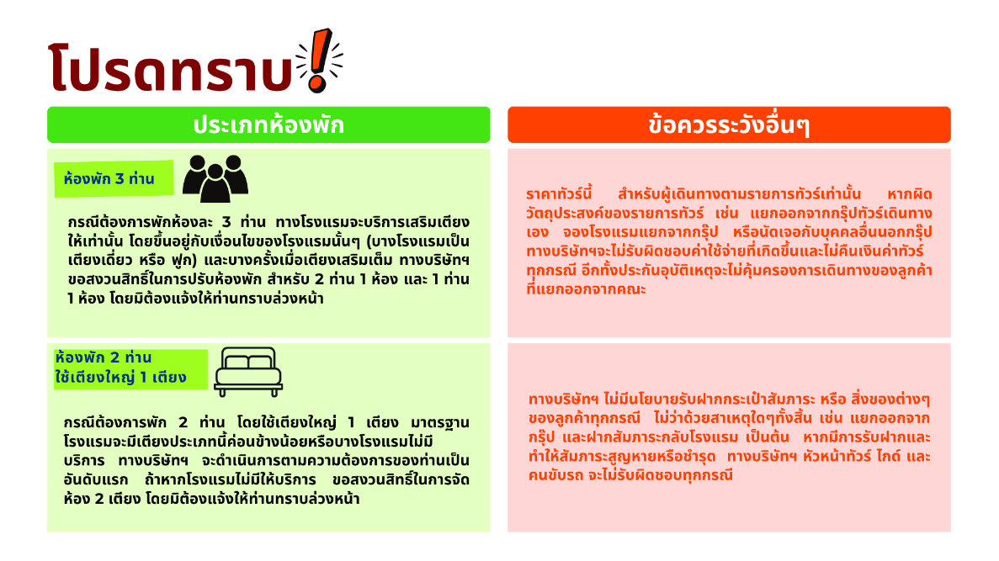 โปรดทราบ!
ประเภทห้องพัก
ห้องพัก 3 ท่าน
กรณีต้องการพักห้องละ 3 ท่าน ทางโรงแรมจะบริการเสริมเตียง
ให้เท่านั้น โดยขึ้นอยู่กับเงื่อนไขของโรงแรมนั้นๆ (บางโรงแรมเป็น
เตียงเดี่ยว หรือ ฟูก) และบางครั้งเมื่อเตียงเสริมเต็ม ทางบริษัทฯ
ขอสงวนสิทธิ์ในการปรับห้องพัก สำหรับ 2 ท่าน 1 ห้อง และ 1 ท่าน
1 ห้อง โดยมิต้องแจ้งให้ท่านทราบล่วงหน้า
ห้องพัก 2 ท่าน
ใช้เตียงใหญ่ 1 เตียง
กรณีต้องการพัก 2 ท่าน โดยใช้เตียงใหญ่ 1 เตียง มาตรฐาน
โรงแรมจะมีเตียงประเภทนี้ค่อนข้างน้อยหรือบางโรงแรมไม่มี
บริการ ทางบริษัทฯ จะดำเนินการตามความต้องการของท่านเป็น
อันดับแรก ถ้าหากโรงแรมไม่มีให้บริการ ขอสงวนสิทธิ์ในการจัด
ห้อง 2 เตียง โดยมิต้องแจ้งให้ท่านทราบล่วงหน้า
ข้อควรระวังอื่นๆ
ราคาทัวร์นี้ สำหรับผู้เดินทางตามรายการทัวร์เท่านั้น หากผิด
วัตถุประสงค์ของรายการทัวร์ เช่น แยกออกจากกรุ๊ปทัวร์เดินทาง
เอง จองโรงแรมแยกจากกรุ๊ป หรือนัดเจอกับบุคคลอื่นนอกกรุ๊ป
ทางบริษัทฯจะไม่รับผิดชอบค่าใช้จ่ายที่เกิดขึ้นและไม่คืนเงินค่าทัวร์
ทุกกรณี อีกทั้งประกันอุบัติเหตุจะไม่คุ้มครองการเดินทางของลูกค้า
ที่แยกออกจากคณะ
ทางบริษัทฯ ไม่มีนโยบายรับฝากกระเป๋าสัมภาระ หรือ สิ่งของต่างๆ
ของลูกค้าทุกกรณี ไม่ว่าด้วยสาเหตุใดๆทั้งสิ้น เช่น แยกออกจาก
กรุ๊ป และฝากสัมภาระกลับโรงแรม เป็นต้น หากมีการรับฝากและ
ทำให้สัมภาระสูญหายหรือชำรุด ทางบริษัทฯ หัวหน้าทัวร์ ไกด์ และ
คนขับรถ จะไม่รับผิดชอบทุกกรณี